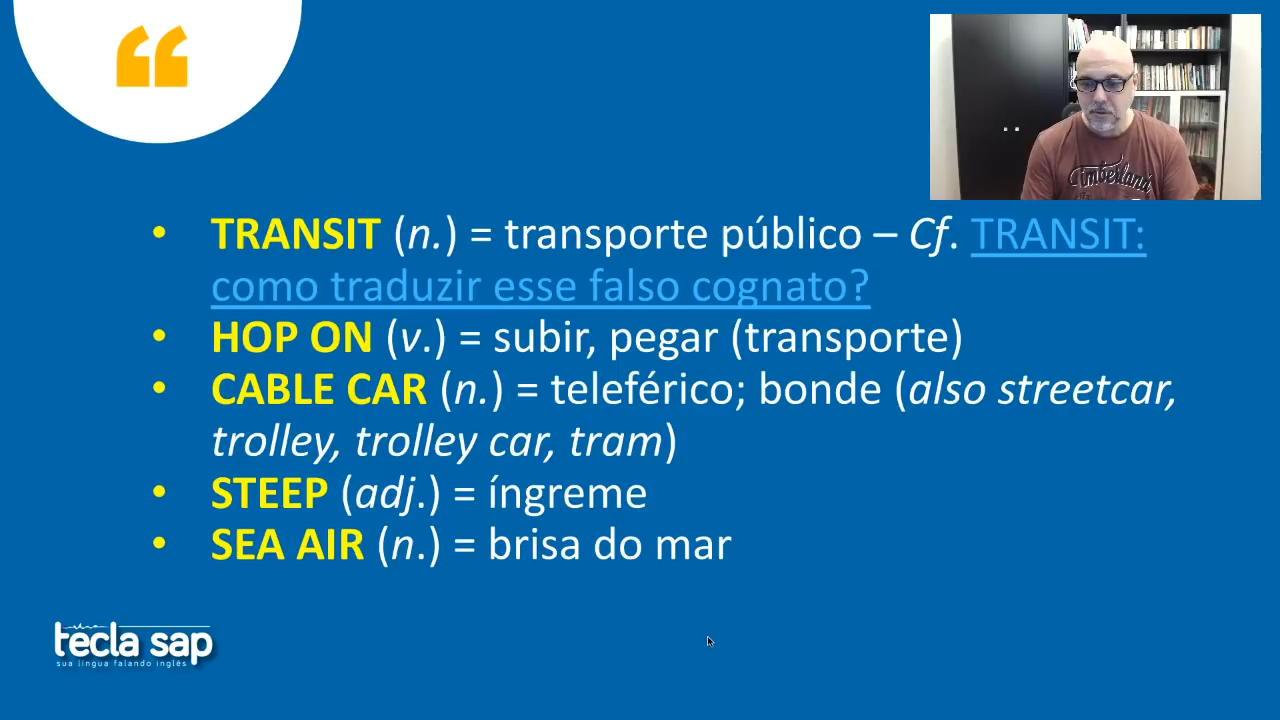 TRANSIT (n.) = transporte público – Cf. TRANSIT:
como traduzir esse falso cognato?
HOP ON (v.) = subir, pegar (transporte)
CABLE CAR (n.) = teleférico; bonde (also streetcar,
trolley, trolley car, tram)
STEEP (adj.) = íngreme
SEA AIR (n.) = brisa do mar
Timberland
tecla sap
sua língua falando inglês